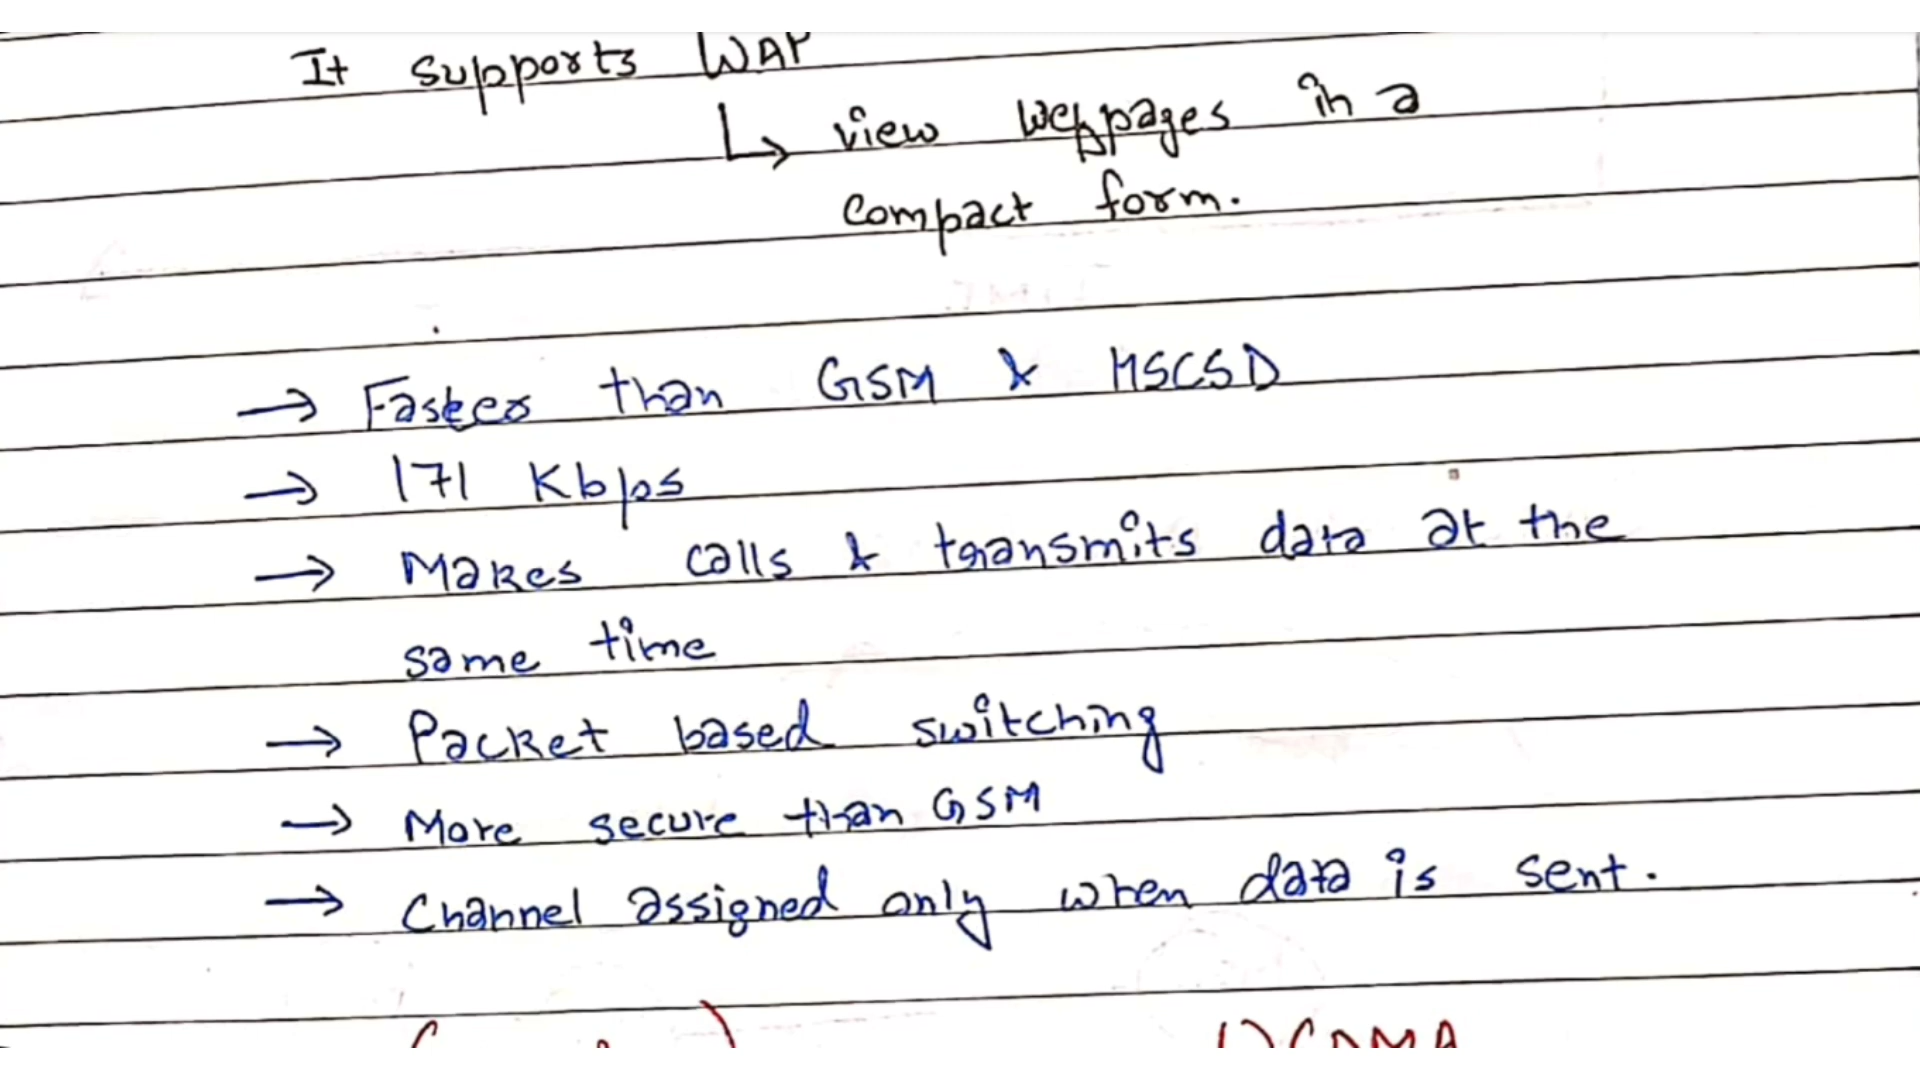 It supports WAP
↳ view webpages in a
compact form.
→ Faster than GSM & HSCSD
→ 171 Kbps
→ Makes calls & transmits data at the
same time
→ Packet based switching
→ More secure than GSM
→ Channel assigned only when data is sent.